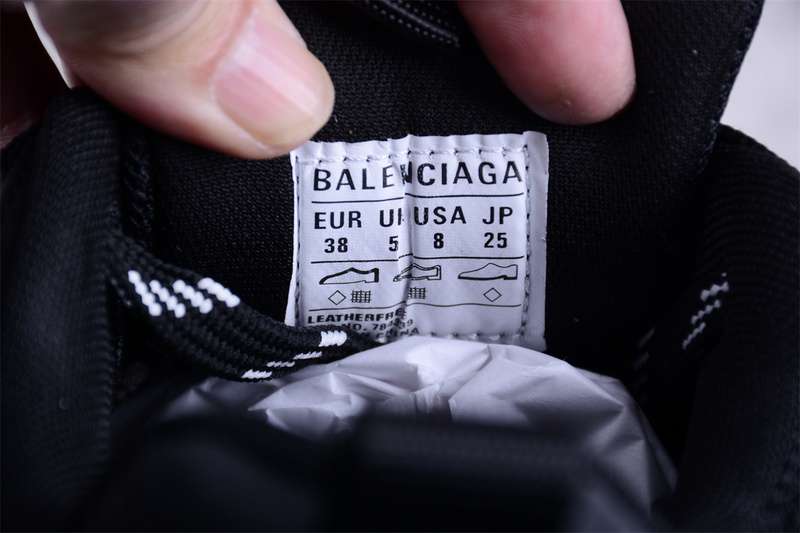 BALENCIAGA
EUR UK USA JP
38 5 8 25
LEATHERFREE